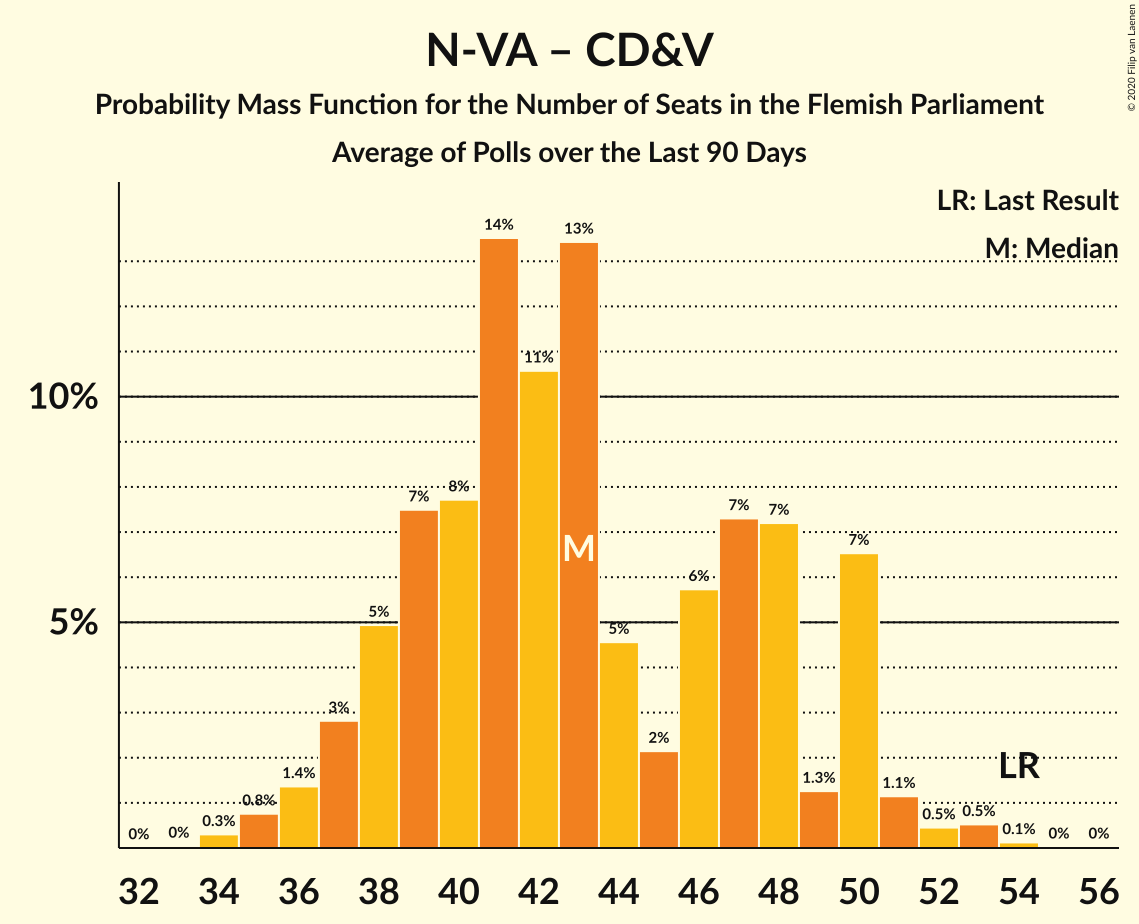 N-VA – CD&V
Probability Mass Function for the Number of Seats in the Flemish Parliament
Average of Polls over the Last 90 Days
© 2020 Filip van Laenen
LR: Last Result
M: Median
10%
5%
0% 0% 0.3% 0.8% 1.4% 3% 5% 7% 8% 14% 11% 13% 5% 2% 6% 7% 7% 1.3% 7% 1.1% 0.5% 0.5% 0.1% 0% 0%
M
LR
32 34 36 38 40 42 44 46 48 50 52 54 56